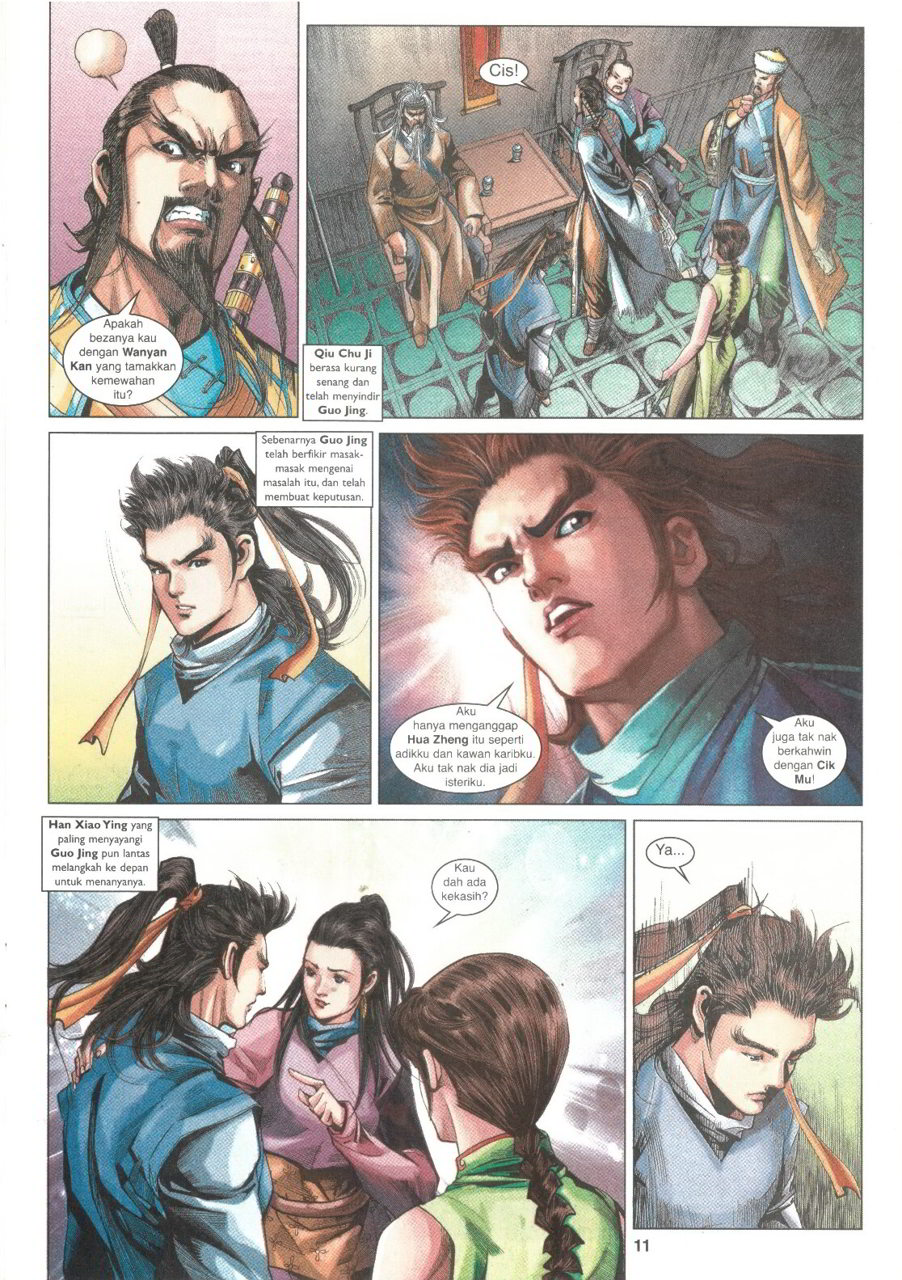 Apakah
bezanya kau
dengan Wanyan
Kan yang tamakkan
kemewahan
itu?
Cis!
Qiu Chu Ji
berasa kurang
senang dan
telah menyindir
Guo Jing.
Sebenarnya Guo Jing
telah berfikir masak-
masak mengenai
masalah itu, dan telah
membuat keputusan.
Aku
hanya menganggap
Hua Zheng itu seperti
adikku dan kawan karibku.
Aku tak nak dia jadi
isteriku.
Aku
juga tak nak
berkahwin
dengan Cik
Mu!
Han Xiao Ying yang
paling menyayangi
Guo Jing pun lantas
melangkah ke depan
untuk menanyanya.
Kau
dah ada
kekasih?
Ya...
11